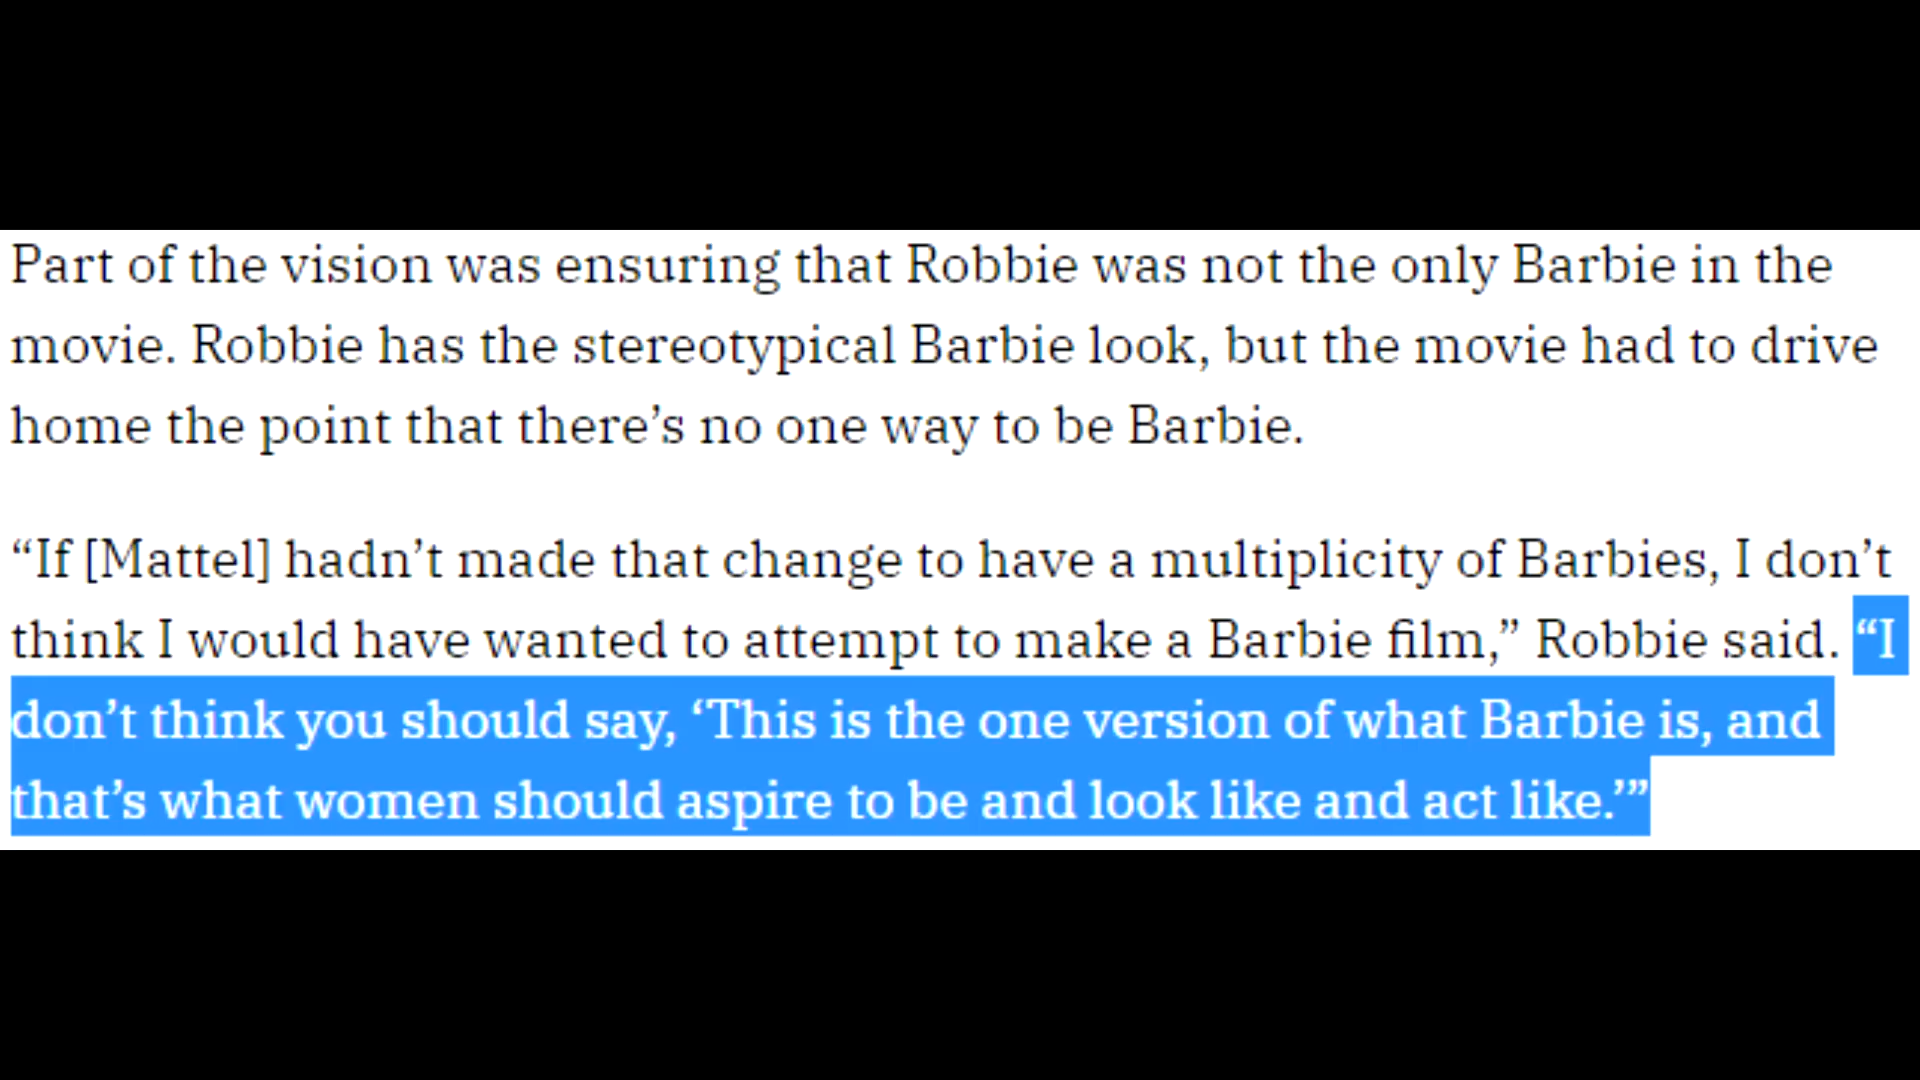 Part of the vision was ensuring that Robbie was not the only Barbie in the
movie. Robbie has the stereotypical Barbie look, but the movie had to drive
home the point that there’s no one way to be Barbie.
“If [Mattel] hadn’t made that change to have a multiplicity of Barbies, I don’t
think I would have wanted to attempt to make a Barbie film,” Robbie said. “I
don’t think you should say, ‘This is the one version of what Barbie is, and
that’s what women should aspire to be and look like and act like.’”